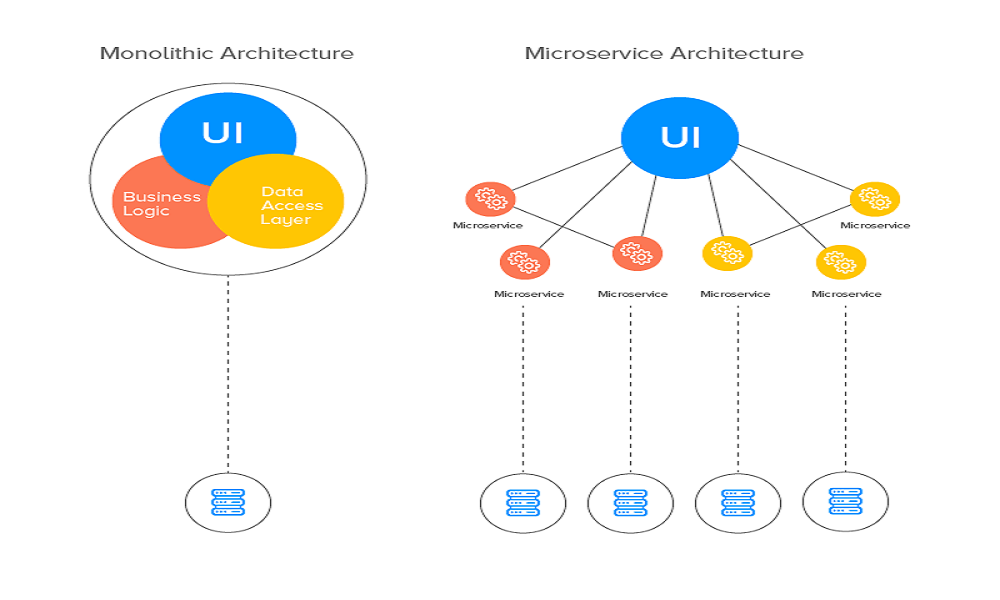 Monolithic Architecture
Microservice Architecture
UI
Business
Logic
Data
Access
Layer
UI
Microservice
Microservice
Microservice
Microservice
Microservice
Microservice